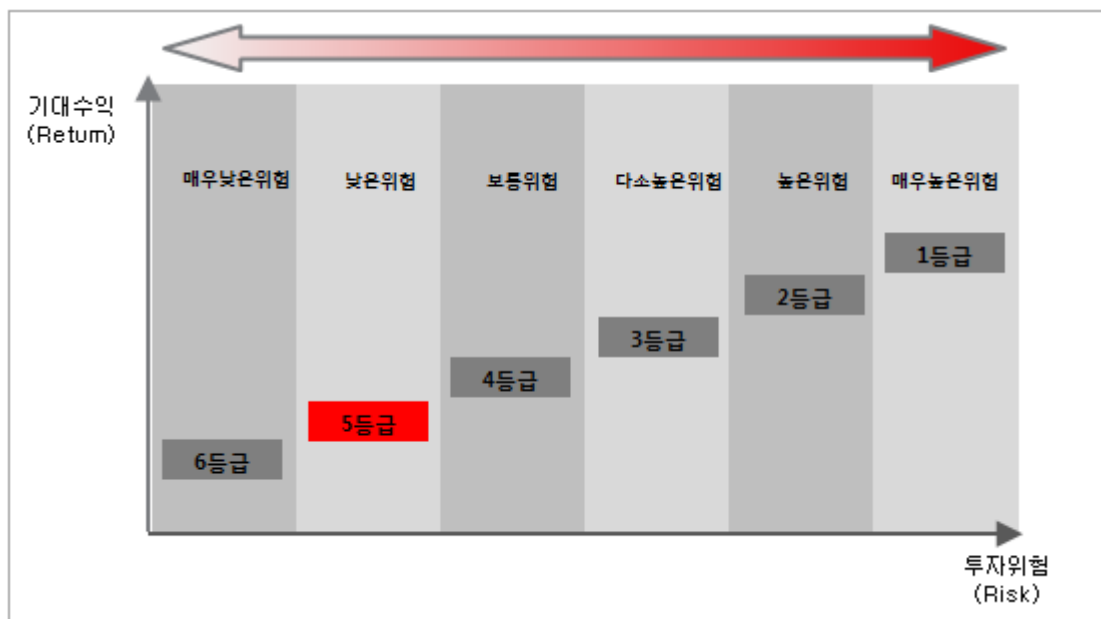 기대수익
(Retum)
매우낮은위험
낮은위험
보통위험
다소높은위험
높은위험
매우높은위험
1등급
2등급
3등급
4등급
5등급
6등급
투자위험
(Risk)